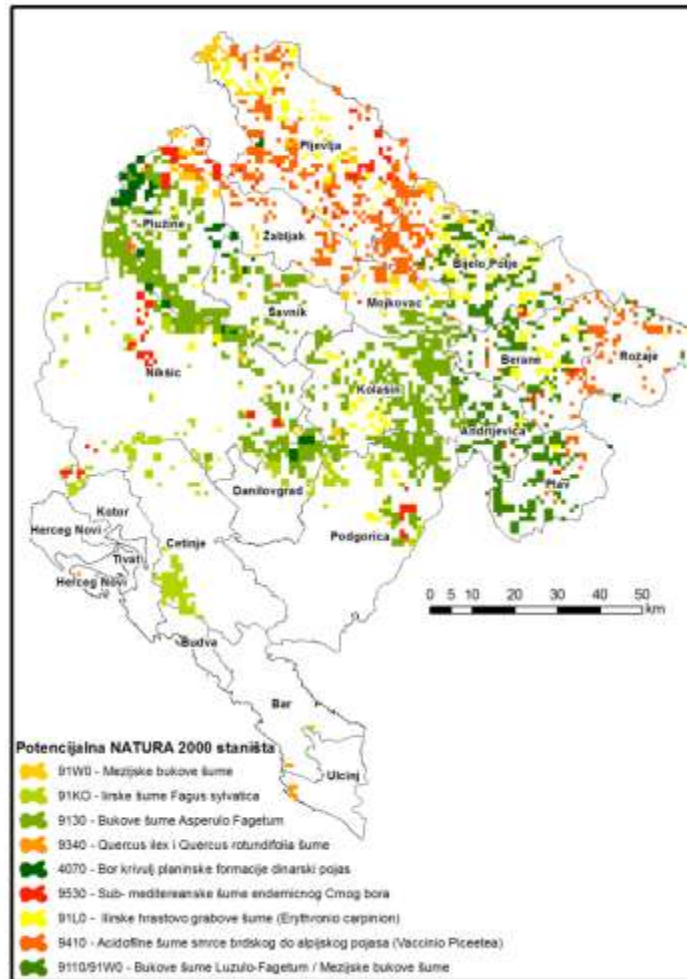 Pljevlja
Plužine
Žabljak
Bijelo Polje
Šavnik
Mojkovac
Berane
Rožaje
Nikšic
Kolašin
Andrijevica
Danilovgrad
Plav
Kotor
Podgorica
Herceg Novi
Cetinje
Tivat
Herceg Novi
0 5 10 20 30 40 50
km
Budva
Bar
Ulcinj
Potencijalna NATURA 2000 staništa
91W0 - Mezijske bukove šume
91KO - Ilirske šume Fagus sylvatica
9130 - Bukove šume Asperulo Fagetum
9340 - Quercus ilex i Quercus rotundifolia šume
4070 - Bor krivulj planinske formacije dinarski pojas
9530 - Sub- meditereanske šume endemicnog Crnog bora
91L0 - Ilirske hrastovo grabove šume (Erythronio carpinion)
9410 - Acidofilne šume smrce brdskog do alpijskog pojasa (Vaccinio Piceetea)
9110/91W0 - Bukove šume Luzulo-Fagetum / Mezijske bukove šume